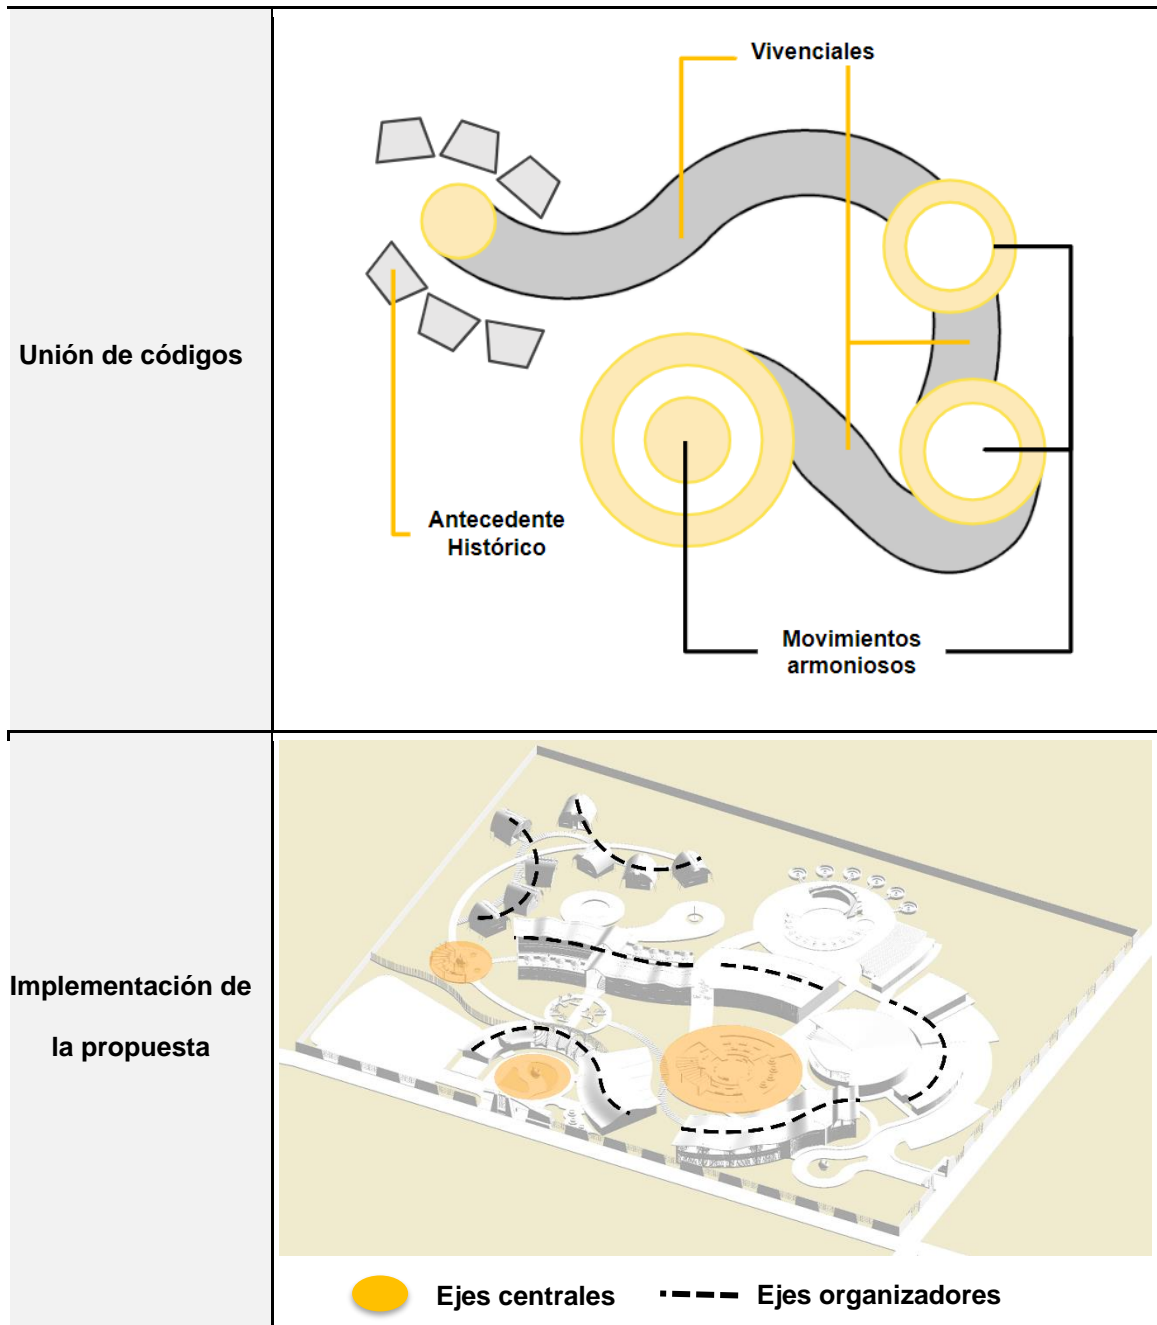 Unión de códigos
Vivenciales
Antecedente
Histórico
Movimientos
armoniosos
Implementación de
la propuesta
Ejes centrales
Ejes organizadores